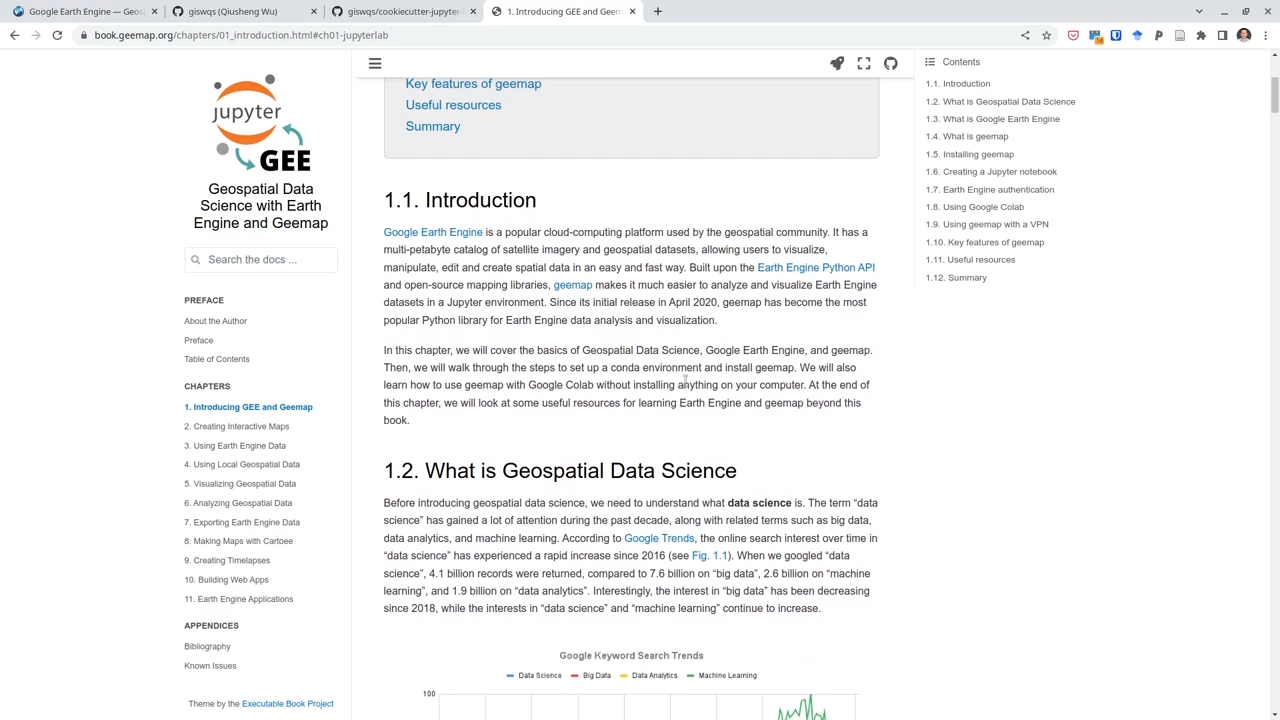 Google Earth Engine — Geosp
giswqs (Qiusheng Wu)
giswqs/cookiecutter-jupyter-
1. Introducing GEE and Geem
book.geemap.org/chapters/01_introduction.html#ch01-jupyterlab
jupyter
GEE
Geospatial Data
Science with Earth
Engine and Geemap
Search the docs ...
PREFACE
About the Author
Preface
Table of Contents
CHAPTERS
1. Introducing GEE and Geemap
2. Creating Interactive Maps
3. Using Earth Engine Data
4. Using Local Geospatial Data
5. Visualizing Geospatial Data
6. Analyzing Geospatial Data
7. Exporting Earth Engine Data
8. Making Maps with Cartoee
9. Creating Timelapses
10. Building Web Apps
11. Earth Engine Applications
APPENDICES
Bibliography
Known Issues
Theme by the Executable Book Project
Key features of geemap
Useful resources
Summary
1.1. Introduction
Google Earth Engine is a popular cloud-computing platform used by the geospatial community. It has a
multi-petabyte catalog of satellite imagery and geospatial datasets, allowing users to visualize,
manipulate, edit and create spatial data in an easy and fast way. Built upon the Earth Engine Python API
and open-source mapping libraries, geemap makes it much easier to analyze and visualize Earth Engine
datasets in a Jupyter environment. Since its initial release in April 2020, geemap has become the most
popular Python library for Earth Engine data analysis and visualization.
In this chapter, we will cover the basics of Geospatial Data Science, Google Earth Engine, and geemap.
Then, we will walk through the steps to set up a conda environment and install geemap. We will also
learn how to use geemap with Google Colab without installing anything on your computer. At the end of
this chapter, we will look at some useful resources for learning Earth Engine and geemap beyond this
book.
1.2. What is Geospatial Data Science
Before introducing geospatial data science, we need to understand what data science is. The term “data
science” has gained a lot of attention during the past decade, along with related terms such as big data,
data analytics, and machine learning. According to Google Trends, the online search interest over time in
“data science” has experienced a rapid increase since 2016 (see Fig. 1.1). When we googled “data
science”, 4.1 billion records were returned, compared to 7.6 billion on “big data”, 2.6 billion on “machine
learning”, and 1.9 billion on “data analytics”. Interestingly, the interest in “big data” has been decreasing
since 2018, while the interests in “data science” and “machine learning” continue to increase.
Google Keyword Search Trends
Data Science Big Data Data Analytics Machine Learning
100
Contents
1.1. Introduction
1.2. What is Geospatial Data Science
1.3. What is Google Earth Engine
1.4. What is geemap
1.5. Installing geemap
1.6. Creating a Jupyter notebook
1.7. Earth Engine authentication
1.8. Using Google Colab
1.9. Using geemap with a VPN
1.10. Key features of geemap
1.11. Useful resources
1.12. Summary